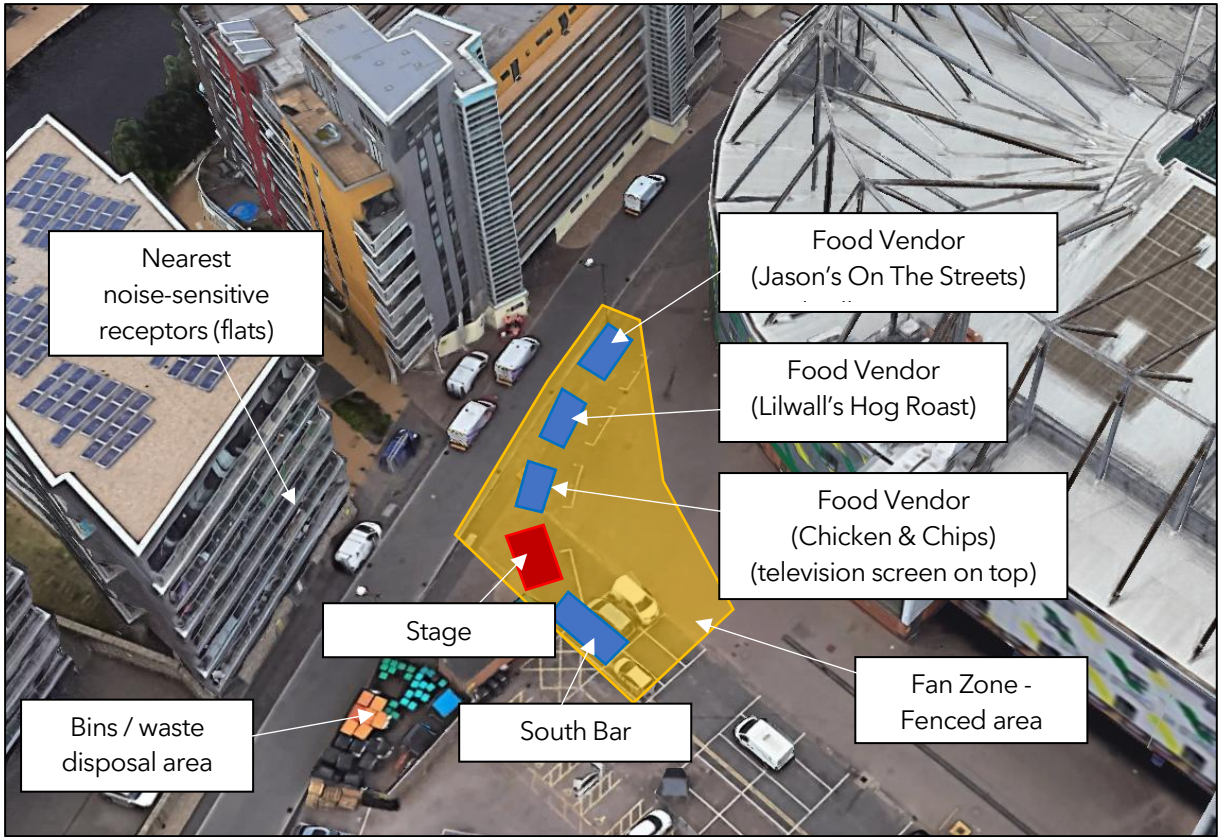 Nearest
noise-sensitive
receptors (flats)
Food Vendor
(Jason's On The Streets)
Food Vendor
(Lilwall's Hog Roast)
Food Vendor
(Chicken & Chips)
(television screen on top)
Stage
South Bar
Fan Zone -
Fenced area
Bins / waste
disposal area